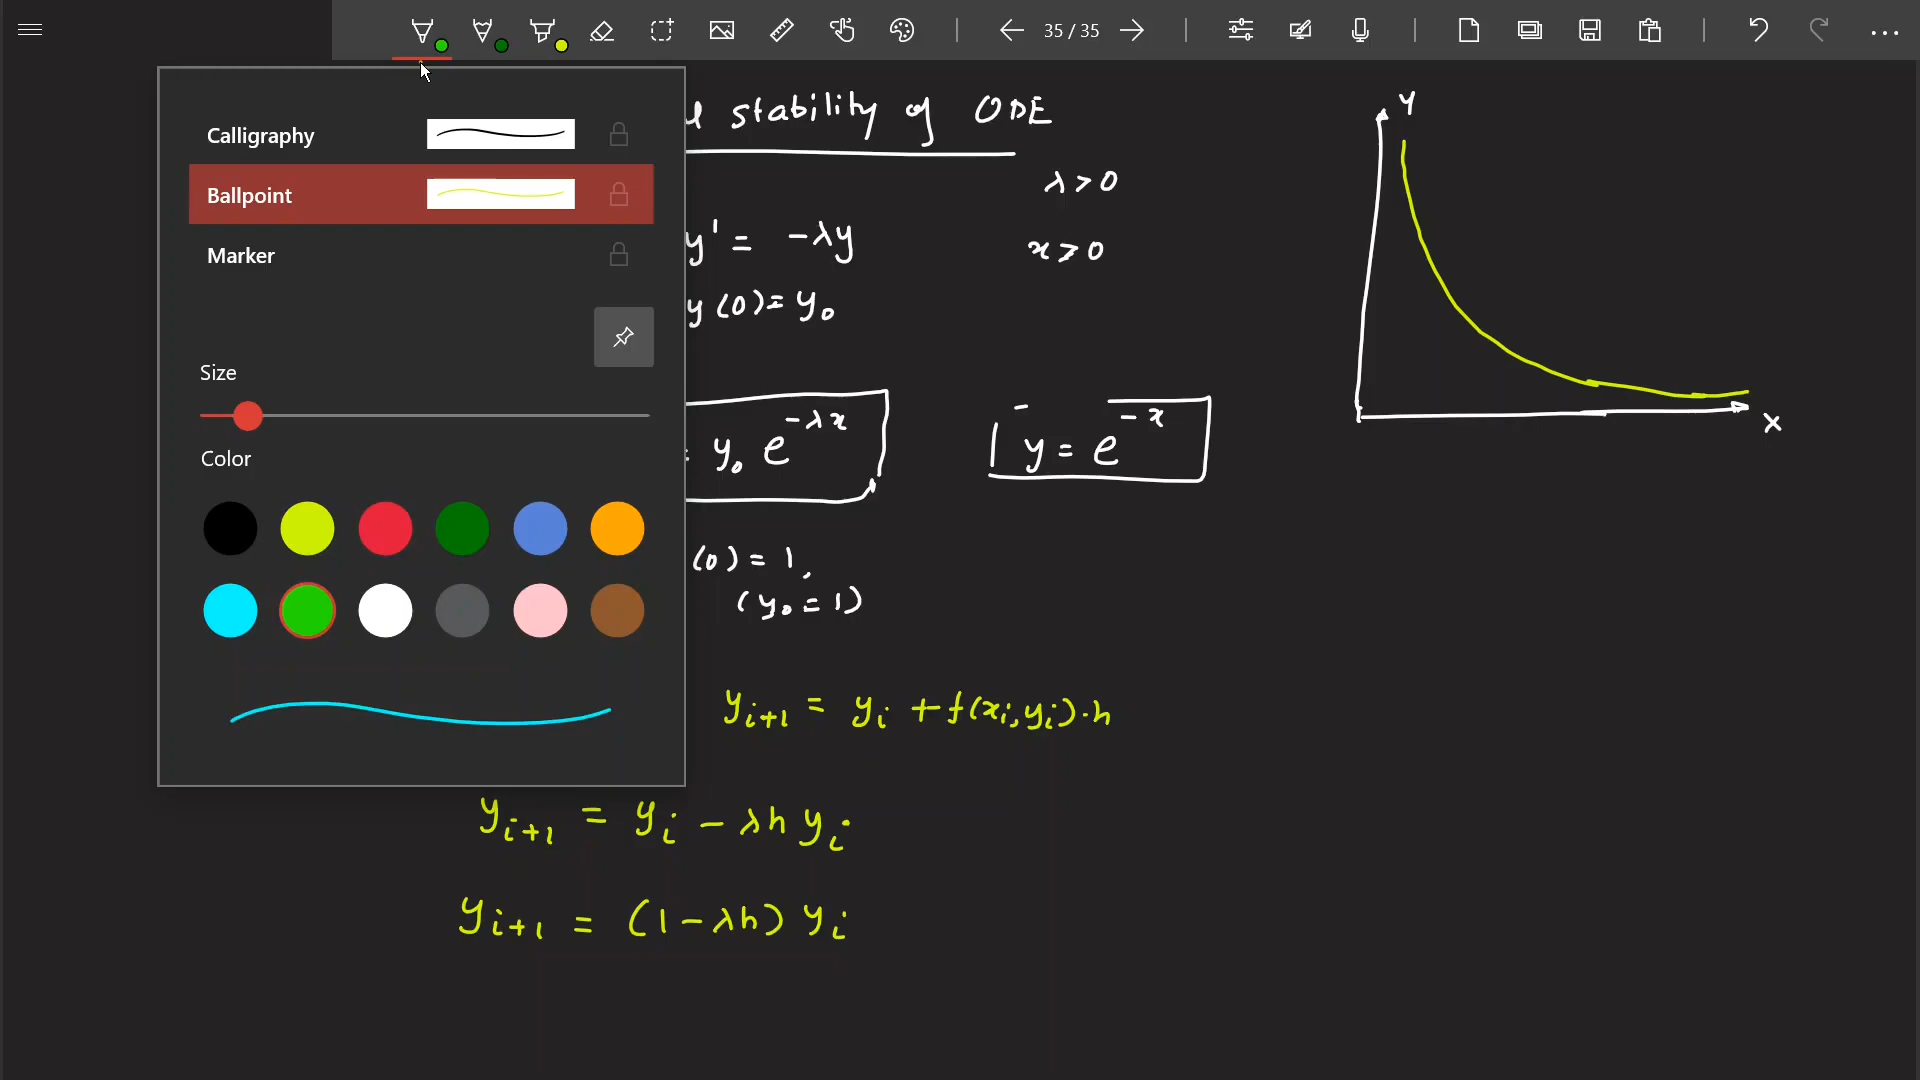 35 / 35
Calligraphy
Ballpoint
Marker
Size
Color
stability of ODE
λ > 0
y' = -λy
x > 0
y(0) = y₀
y₀ e^{-λx}
y = e^{-x}
(0) = 1,
(y₀ = 1)
y_{i+1} = y_i + f(x_i, y_i)·h
y_{i+1} = y_i - λh y_i
y_{i+1} = (1-λh) y_i
Y
X